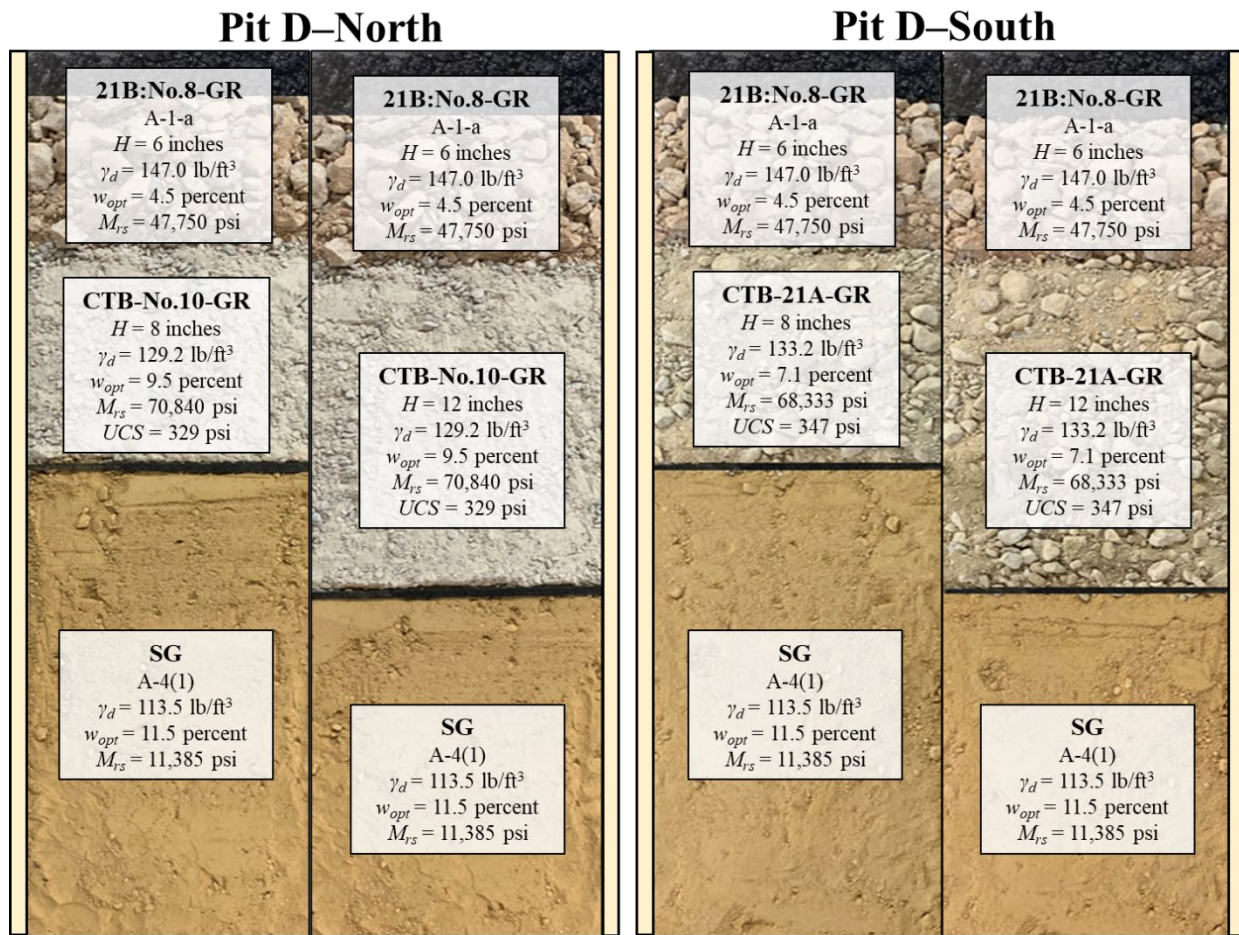 Pit D–North
21B:No.8-GR
A-1-a
H = 6 inches
γd = 147.0 lb/ft³
wopt = 4.5 percent
Mrs = 47,750 psi
CTB-No.10-GR
H = 8 inches
γd = 129.2 lb/ft³
wopt = 9.5 percent
Mrs = 70,840 psi
UCS = 329 psi
SG
A-4(1)
γd = 113.5 lb/ft³
wopt = 11.5 percent
Mrs = 11,385 psi
21B:No.8-GR
A-1-a
H = 6 inches
γd = 147.0 lb/ft³
wopt = 4.5 percent
Mrs = 47,750 psi
CTB-No.10-GR
H = 12 inches
γd = 129.2 lb/ft³
wopt = 9.5 percent
Mrs = 70,840 psi
UCS = 329 psi
SG
A-4(1)
γd = 113.5 lb/ft³
wopt = 11.5 percent
Mrs = 11,385 psi
Pit D–South
21B:No.8-GR
A-1-a
H = 6 inches
γd = 147.0 lb/ft³
wopt = 4.5 percent
Mrs = 47,750 psi
CTB-21A-GR
H = 8 inches
γd = 133.2 lb/ft³
wopt = 7.1 percent
Mrs = 68,333 psi
UCS = 347 psi
SG
A-4(1)
γd = 113.5 lb/ft³
wopt = 11.5 percent
Mrs = 11,385 psi
21B:No.8-GR
A-1-a
H = 6 inches
γd = 147.0 lb/ft³
wopt = 4.5 percent
Mrs = 47,750 psi
CTB-21A-GR
H = 12 inches
γd = 133.2 lb/ft³
wopt = 7.1 percent
Mrs = 68,333 psi
UCS = 347 psi
SG
A-4(1)
γd = 113.5 lb/ft³
wopt = 11.5 percent
Mrs = 11,385 psi